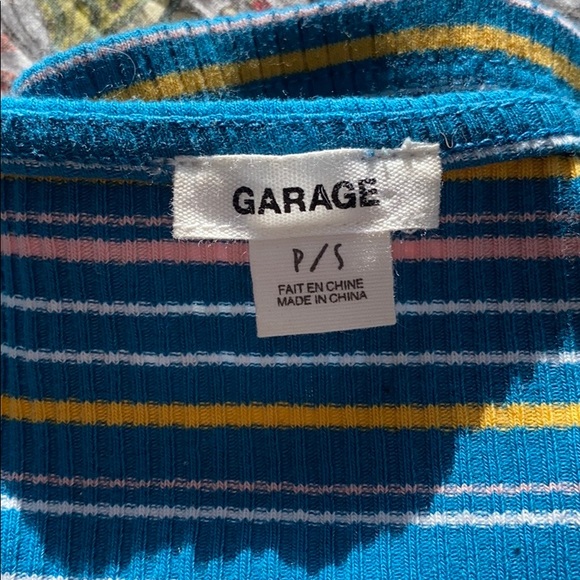 GARAGE
P/S
FAIT EN CHINE
MADE IN CHINA